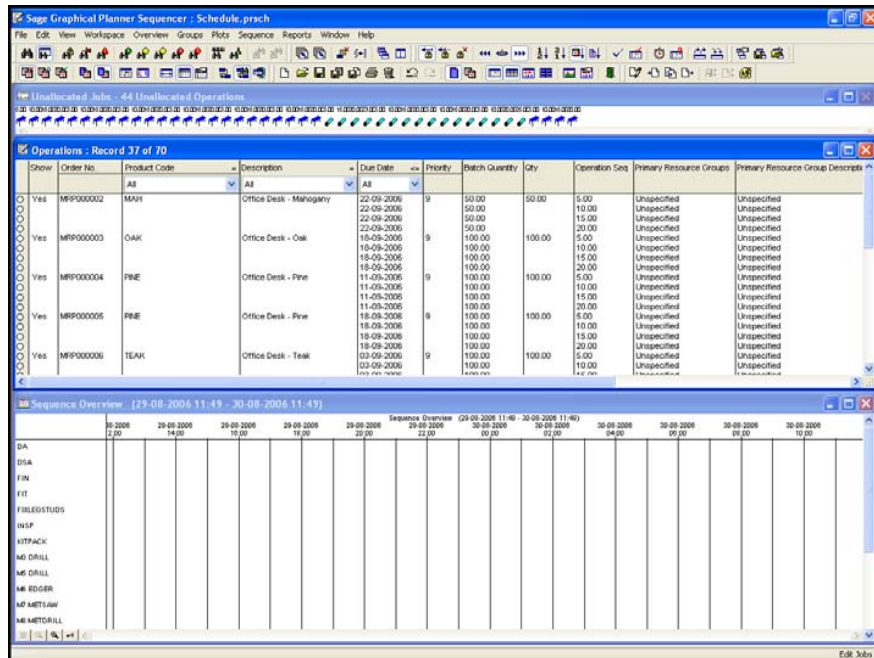 Sage Graphical Planner Sequencer : Schedule.prsch
File Edit View Workspace Overview Groups Plots Sequence Reports Window Help
Unallocated Jobs - 44 Unallocated Operations
Operations : Record 37 of 70
Show Order No. Product Code = Description = Due Date <= Priority Batch Quantity Qty Operation Seq Primary Resource Groups Primary Resource Group Descriptio
All All All
Yes MRP000002 MAH Office Desk - Mahogany 22-09-2006 9 50.00 50.00 5.00 Unspecified Unspecified
22-09-2006 50.00 10.00 Unspecified Unspecified
22-09-2006 50.00 15.00 Unspecified Unspecified
22-09-2006 50.00 20.00 Unspecified Unspecified
Yes MRP000003 OAK Office Desk - Oak 18-09-2006 9 100.00 100.00 5.00 Unspecified Unspecified
18-09-2006 100.00 10.00 Unspecified Unspecified
18-09-2006 100.00 15.00 Unspecified Unspecified
18-09-2006 100.00 20.00 Unspecified Unspecified
Yes MRP000004 PINE Office Desk - Pine 11-09-2006 9 100.00 100.00 5.00 Unspecified Unspecified
11-09-2006 100.00 10.00 Unspecified Unspecified
11-09-2006 100.00 15.00 Unspecified Unspecified
11-09-2006 100.00 20.00 Unspecified Unspecified
Yes MRP000005 PINE Office Desk - Pine 18-09-2006 9 100.00 100.00 5.00 Unspecified Unspecified
18-09-2006 100.00 10.00 Unspecified Unspecified
18-09-2006 100.00 15.00 Unspecified Unspecified
18-09-2006 100.00 20.00 Unspecified Unspecified
Yes MRP000006 TEAK Office Desk - Teak 03-09-2006 9 100.00 100.00 5.00 Unspecified Unspecified
03-09-2006 100.00 10.00 Unspecified Unspecified
Sequence Overview (29-08-2006 11:49 - 30-08-2006 11:49)
Sequence Overview (29-08-2006 11:49 - 30-08-2006 11:49)
29-08-2006 29-08-2006 29-08-2006 29-08-2006 29-08-2006 30-08-2006 30-08-2006 30-08-2006 30-08-2006 30-08-2006 30-08-2006
14:00 16:00 18:00 20:00 22:00 00:00 02:00 04:00 06:00 08:00 10:00
DA
DSA
FIN
FIT
FIXLEGSTUDS
INSP
KITPACK
M3 DRILL
M5 DRILL
M6 EDGER
M7 METSAW
M8 METDRILL
Edit Jobs